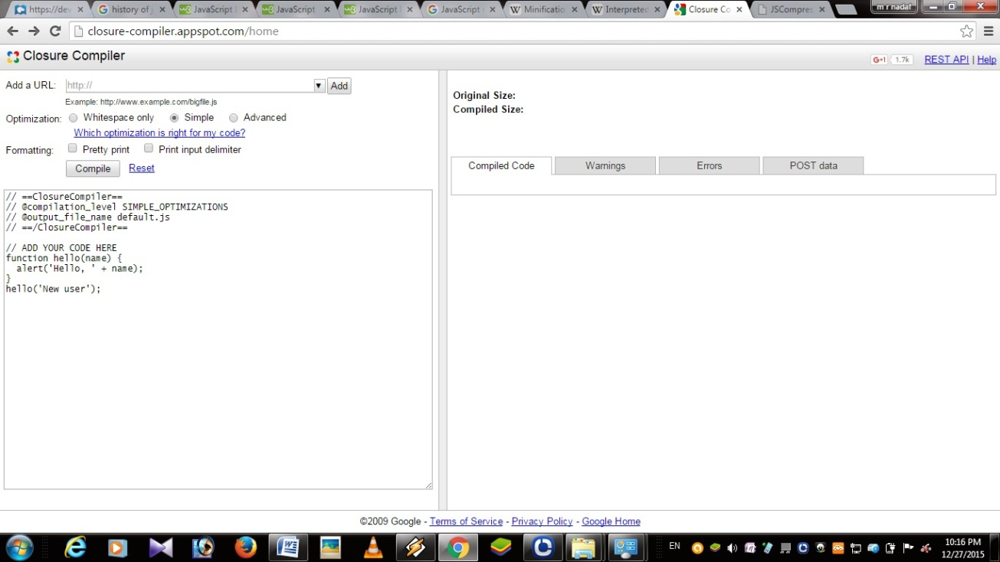 https://dev
history of j
JavaScript
JavaScript
JavaScript
JavaScript
Minificatio
Interpreted
Closure Co
JSCompres
m r nadaf
closure-compiler.appspot.com/home
Closure Compiler
G+1 1.7k REST API | Help
Add a URL: http:// Add
Example: http://www.example.com/bigfile.js
Optimization: Whitespace only Simple Advanced
Which optimization is right for my code?
Formatting: Pretty print Print input delimiter
Compile Reset
// ==ClosureCompiler==
// @compilation_level SIMPLE_OPTIMIZATIONS
// @output_file_name default.js
// ==/ClosureCompiler==
// ADD YOUR CODE HERE
function hello(name) {
alert('Hello, ' + name);
}
hello('New user');
Original Size:
Compiled Size:
Compiled Code Warnings Errors POST data
©2009 Google - Terms of Service - Privacy Policy - Google Home
EN
10:16 PM
12/27/2015